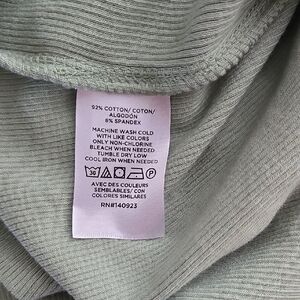 92% COTTON/ COTON/
ALGODÓN
8% SPANDEX
MACHINE WASH COLD
WITH LIKE COLORS
ONLY NON-CHLORINE
BLEACH WHEN NEEDED
TUMBLE DRY LOW
COOL IRON WHEN NEEDED
30 P
AVEC DES COULEURS
SEMBLABLES/ CON
COLORES SIMILARES
RN#140923